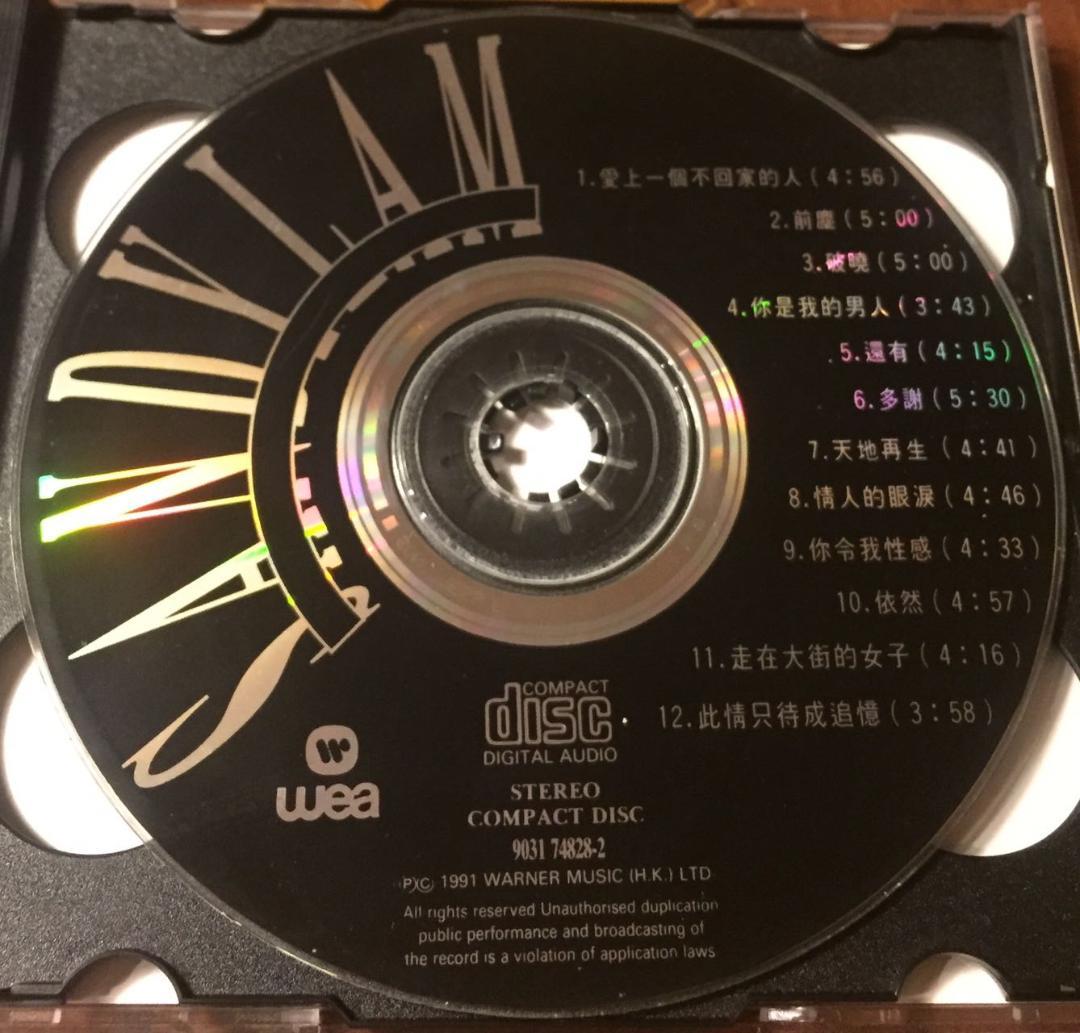 SANDY LAM
1.愛上一個不回家的人(4:56)
2.前塵(5:00)
3.破曉(5:00)
4.你是我的男人(3:43)
5.還有(4:15)
6.多謝(5:30)
7.天地再生(4:41)
8.情人的眼淚(4:46)
9.你令我性感(4:33)
10.依然(4:57)
11.走在大街的女子(4:16)
12.此情只待成追憶(3:58)
wea
COMPACT
disc
DIGITAL AUDIO
STEREO
COMPACT DISC
9031 74828-2
Ⓟ© 1991 WARNER MUSIC (H.K.) LTD
All rights reserved Unauthorised duplication
public performance and broadcasting of
the record is a violation of application laws